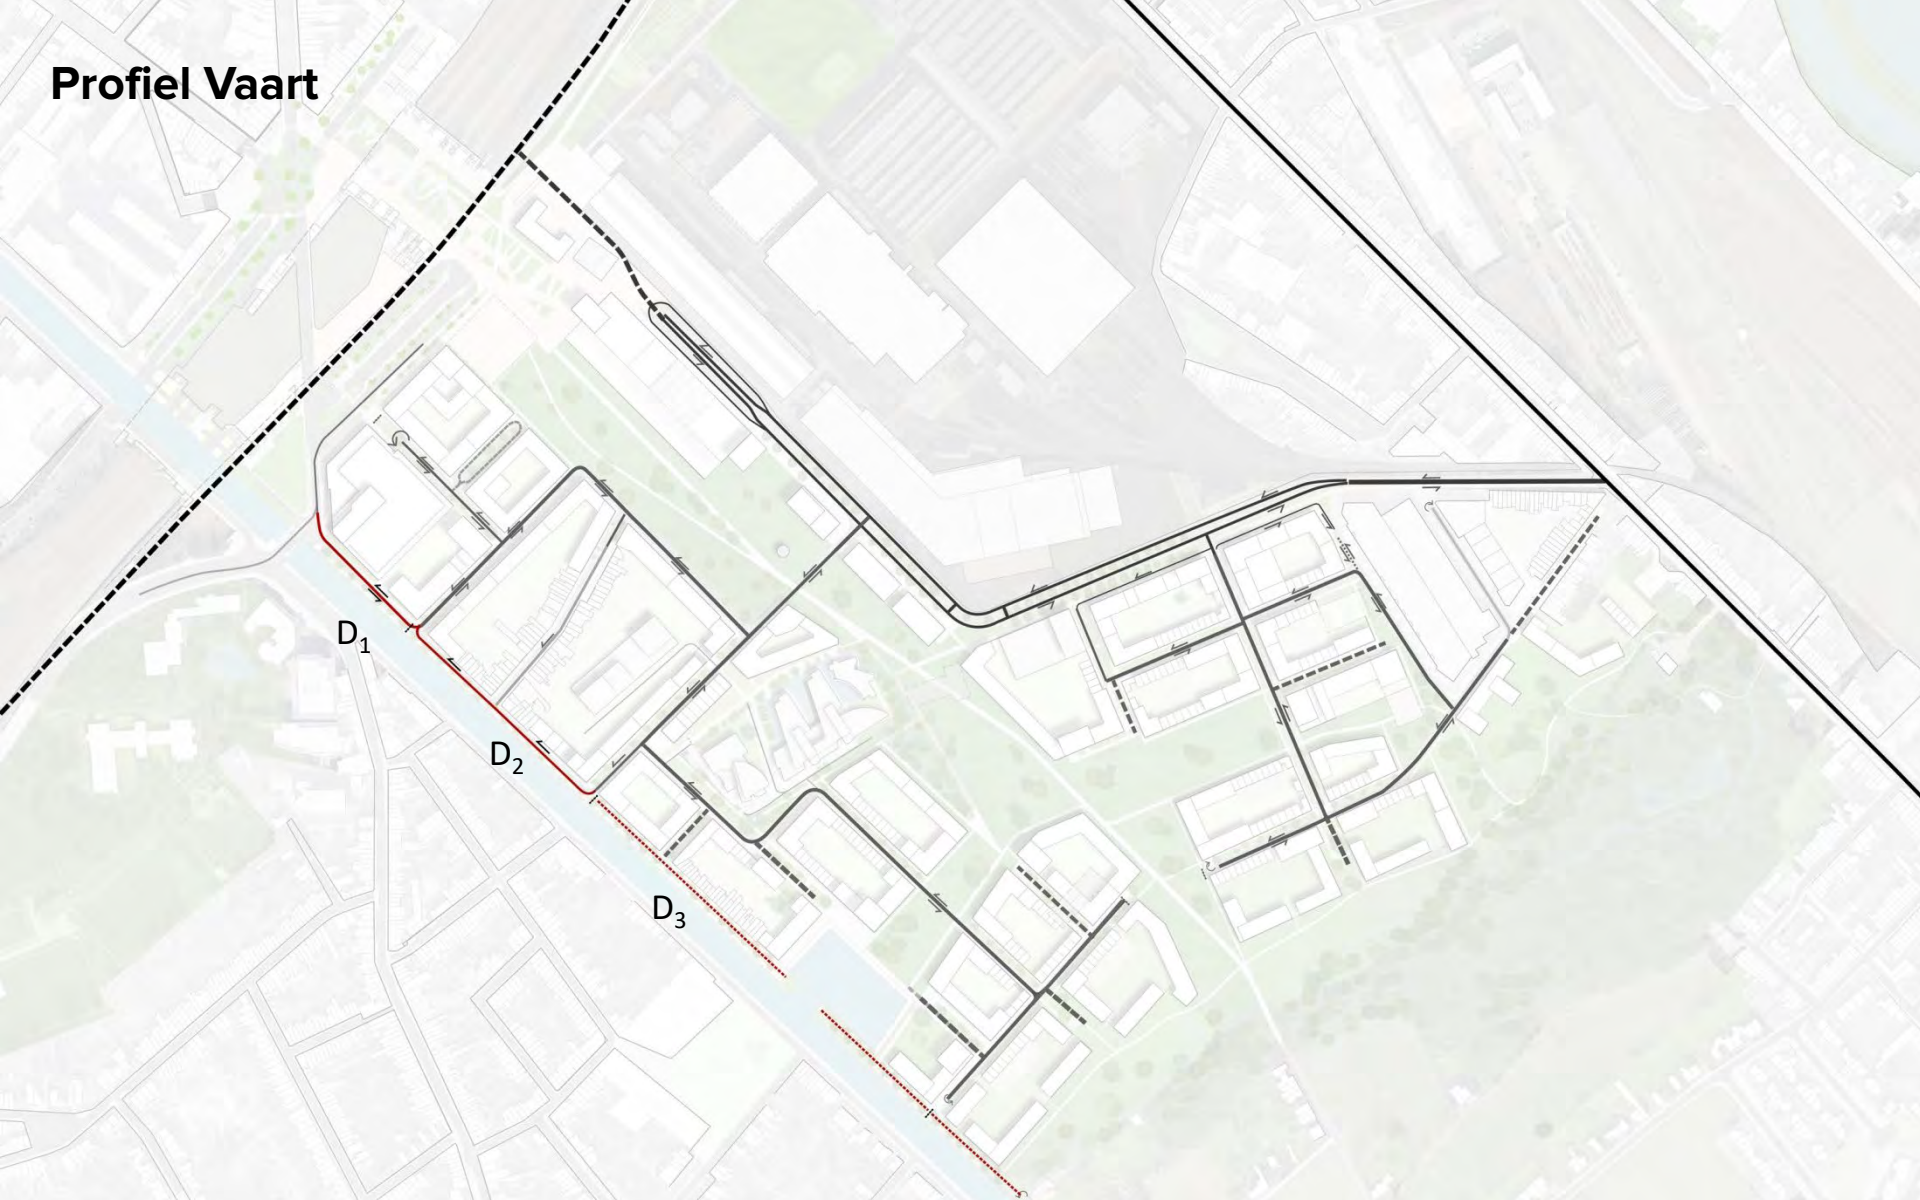 Profiel Vaart
D₁
D₂
D₃